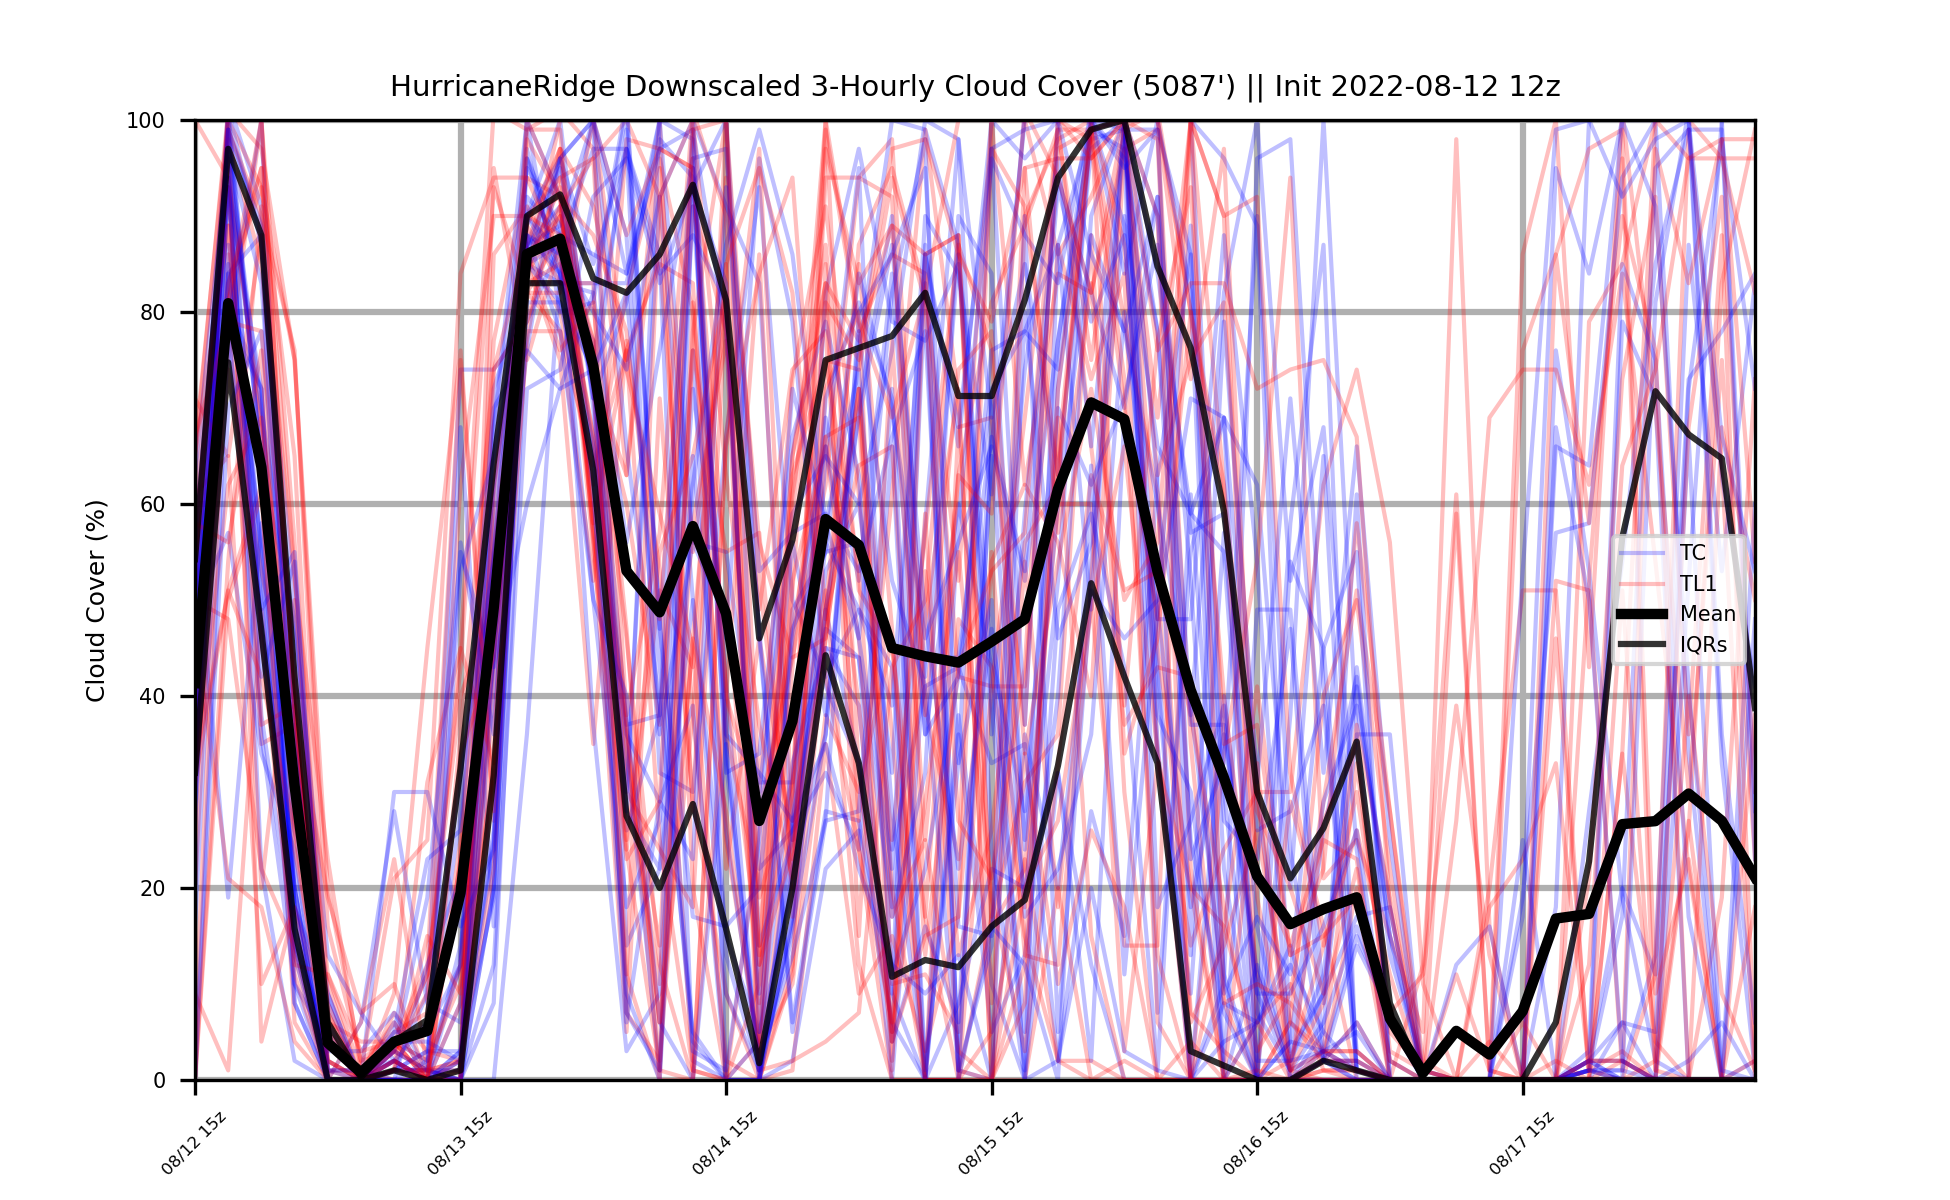 HurricaneRidge Downscaled 3-Hourly Cloud Cover (5087') || Init 2022-08-12 12z
100
80
60
40
20
0
Cloud Cover (%)
TC
TL1
Mean
IQRs
08/12 15z
08/13 15z
08/14 15z
08/15 15z
08/16 15z
08/17 15z